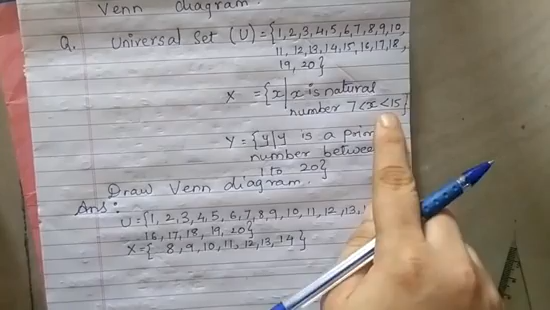 Venn diagram.
Q. Universal Set (U) = {1,2,3,4,5,6,7,8,9,10,
11, 12, 13, 14, 15, 16, 17, 18,
19, 20}
X = {x|x is natural
number 7<x<15}
Y = {y|y is a
number
1 to 20}
Draw Venn diagram.
Ans:
U = {1, 2, 3, 4, 5, 6, 7, 8, 9, 10, 11, 12, 13,
16, 17, 18, 19, 20}
X = { 8, 9, 10, 11, 12, 13, 14}